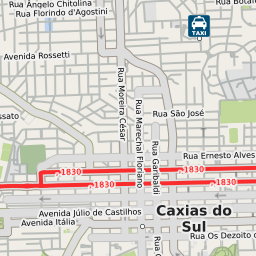 Rua Ângelo Chitolina
Rua Florindo d'Agostini
TAXI
Avenida Rossetti
Rua Moreira César
Rua Marechal Floriano
Rua Garibaldi
Rua São José
Rua Ernesto Alves
1830
1830
1830
1830
Avenida Júlio de Castilhos
Avenida Itália
Caxias do
Sul
Rua Os Dezoito d